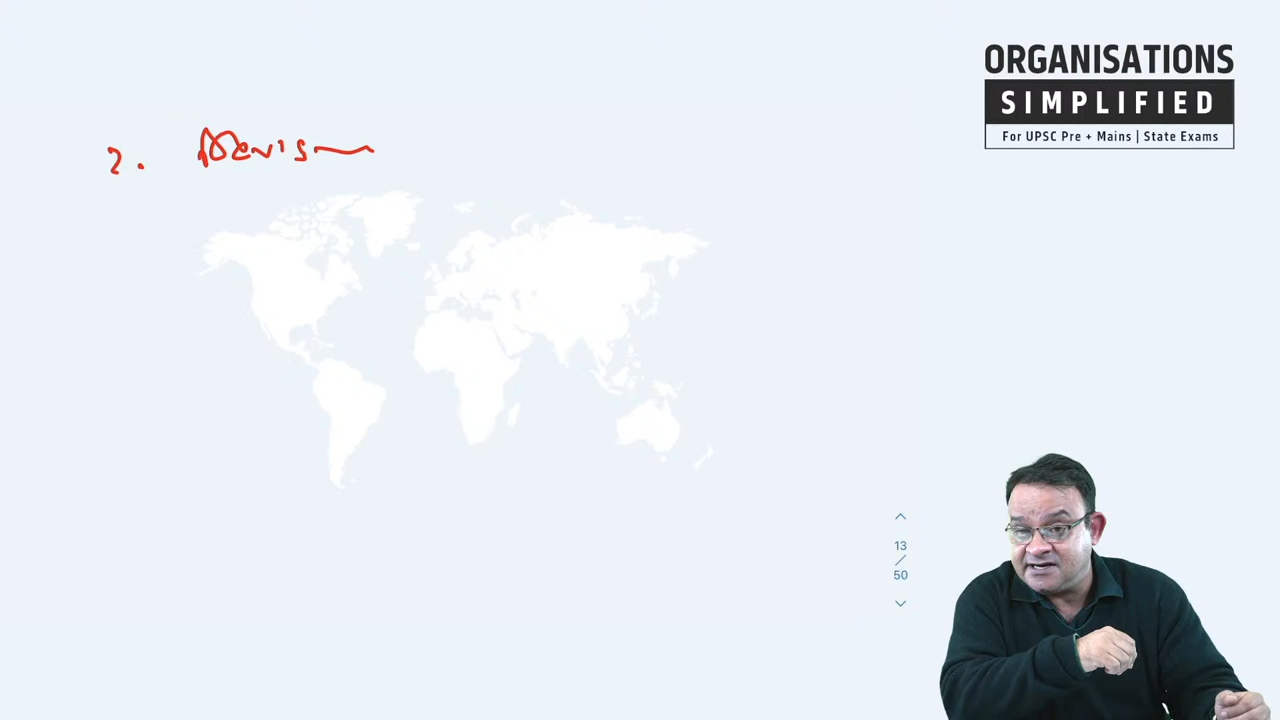 ORGANISATIONS
SIMPLIFIED
For UPSC Pre + Mains | State Exams
2.
13
/
50